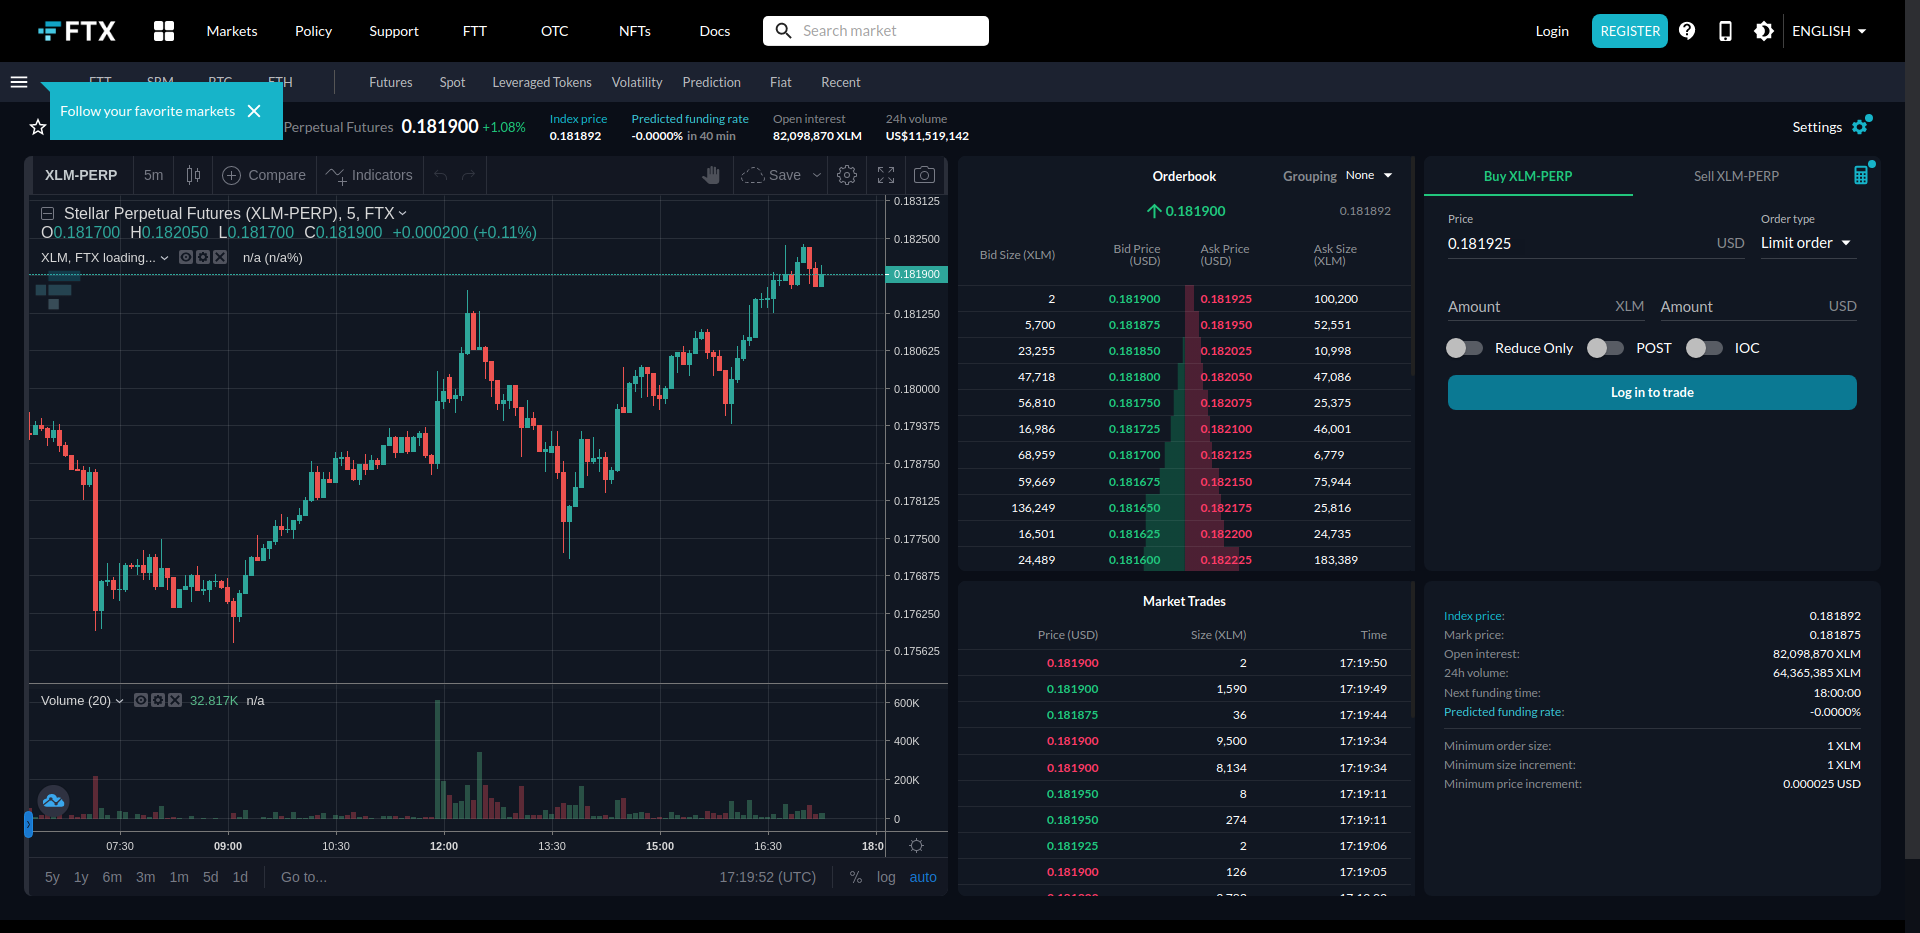 FTX Markets Policy Support FTT OTC NFTs Docs Search market Login REGISTER ENGLISH
Futures Spot Leveraged Tokens Volatility Prediction Fiat Recent
Follow your favorite markets
Perpetual Futures 0.181900 +1.08%
Index price
0.181892
Predicted funding rate
-0.0000% in 40 min
Open interest
82,098,870 XLM
24h volume
US$11,519,142
Settings
XLM-PERP 5m Compare Indicators Save
Stellar Perpetual Futures (XLM-PERP), 5, FTX
O0.181700 H0.182050 L0.181700 C0.181900 +0.000200 (+0.11%)
XLM, FTX loading... n/a (n/a%)
0.183125
0.182500
0.181900
0.181250
0.180625
0.180000
0.179375
0.178750
0.178125
0.177500
0.176875
0.176250
0.175625
Volume (20) 32.817K n/a
600K
400K
200K
0
07:30 09:00 10:30 12:00 13:30 15:00 16:30 18:0
5y 1y 6m 3m 1m 5d 1d Go to... 17:19:52 (UTC) % log auto
Orderbook Grouping None
0.181900 0.181892
Bid Size (XLM) Bid Price (USD) Ask Price (USD) Ask Size (XLM)
2 0.181900 0.181925 100,200
5,700 0.181875 0.181950 52,551
23,255 0.181850 0.182025 10,998
47,718 0.181800 0.182050 47,086
56,810 0.181750 0.182075 25,375
16,986 0.181725 0.182100 46,001
68,959 0.181700 0.182125 6,779
59,669 0.181675 0.182150 75,944
136,249 0.181650 0.182175 25,816
16,501 0.181625 0.182200 24,735
24,489 0.181600 0.182225 183,389
Market Trades
Price (USD) Size (XLM) Time
0.181900 2 17:19:50
0.181900 1,590 17:19:49
0.181875 36 17:19:44
0.181900 9,500 17:19:34
0.181900 8,134 17:19:34
0.181950 8 17:19:11
0.181950 274 17:19:11
0.181925 2 17:19:06
0.181900 126 17:19:05
Buy XLM-PERP Sell XLM-PERP
Price Order type
0.181925 USD Limit order
Amount XLM Amount USD
Reduce Only POST IOC
Log in to trade
Index price: 0.181892
Mark price: 0.181875
Open interest: 82,098,870 XLM
24h volume: 64,365,385 XLM
Next funding time: 18:00:00
Predicted funding rate: -0.0000%
Minimum order size: 1 XLM
Minimum size increment: 1 XLM
Minimum price increment: 0.000025 USD